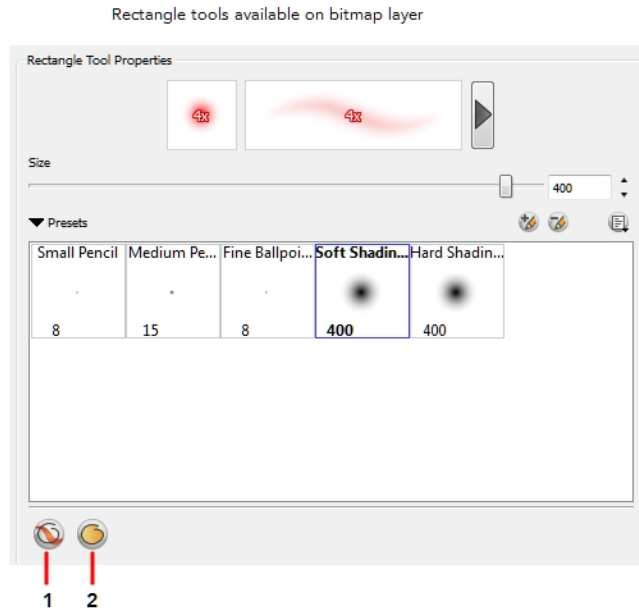 Rectangle tools available on bitmap layer
Rectangle Tool Properties
4x 4x
Size
400
Presets
Small Pencil Medium Pe... Fine Ballpoi... Soft Shadin... Hard Shadin...
8 15 8 400 400
1 2